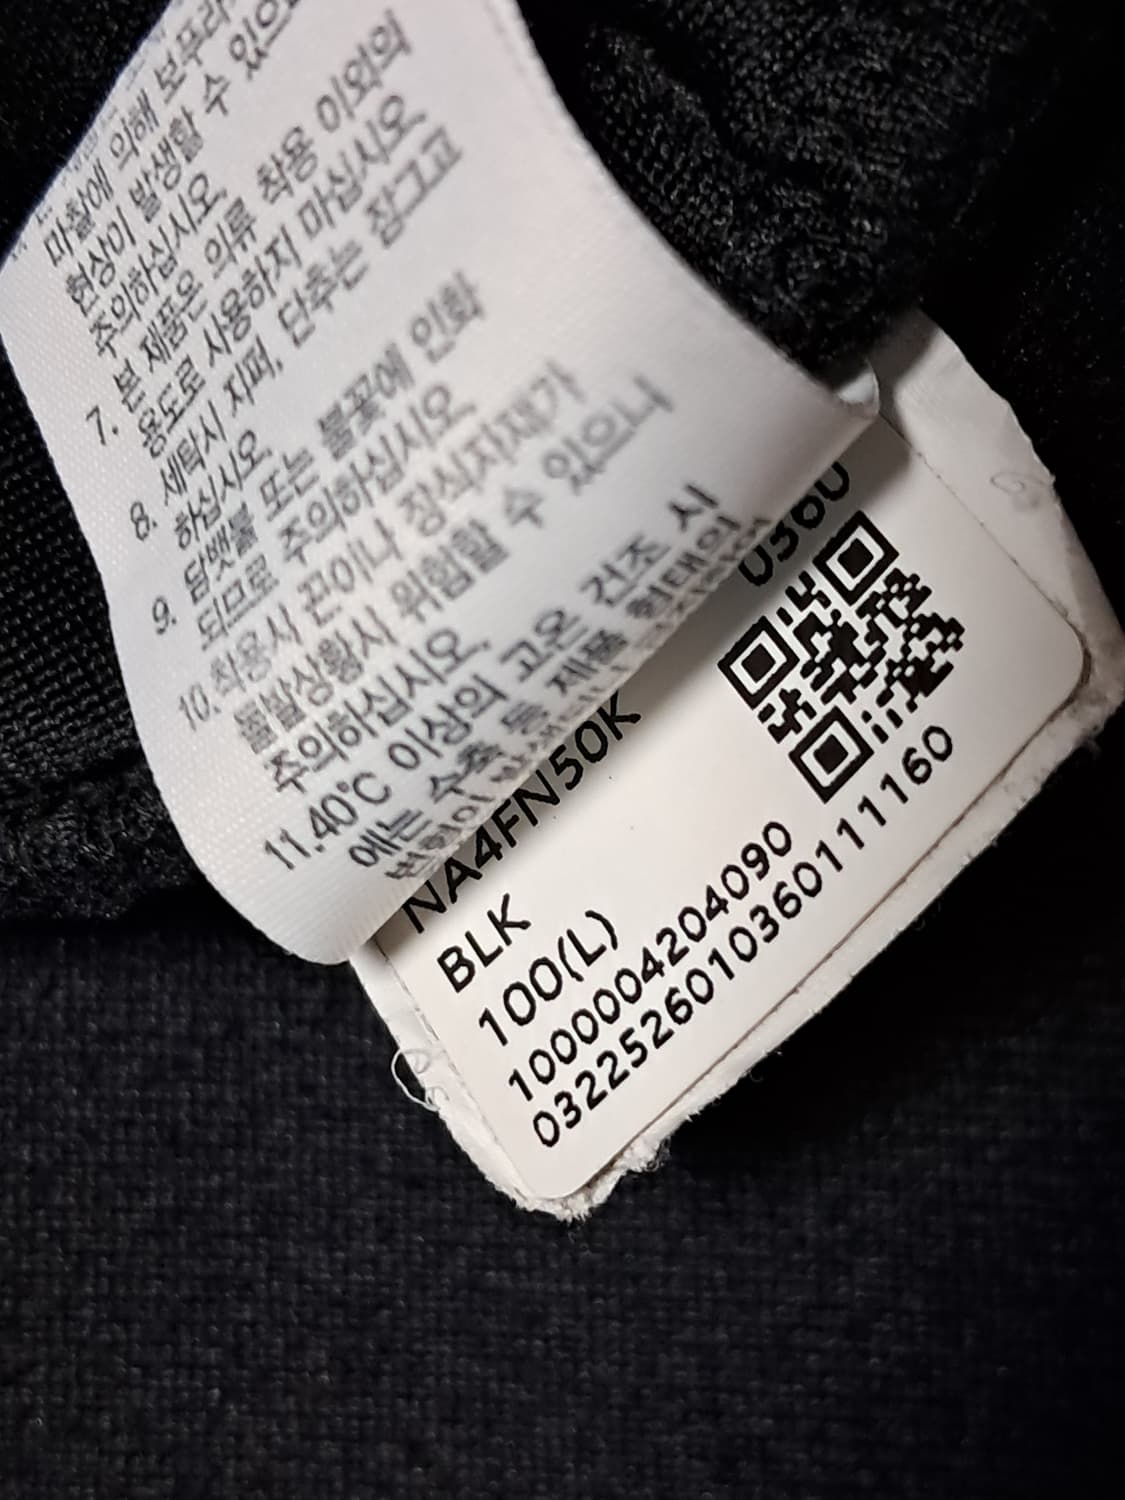 마찰에 의해 보푸라
현상이 발생할 수 있으
주의하십시오
7. 본 제품은 의류 착용 이외의
용도로 사용하지 마십시오
8. 세탁시 지퍼, 단추는 잠그고
하십시오
9. 담뱃불 또는 불꽃에 인화
되므로 주의하십시오
10. 착용시 끈이나 장식자재가
돌발상황시 위험할 수 있으니
주의하십시오.
11.40℃ 이상의 고온 건조 시
에는 수축 등 제품 형태의
0360
NA4FN50K
BLK
100(L)
1000004204090
0322526010360111160